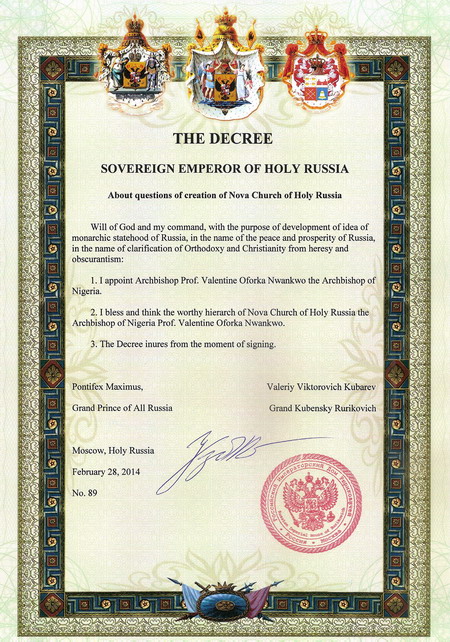 THE DECREE
SOVEREIGN EMPEROR OF HOLY RUSSIA
About questions of creation of Nova Church of Holy Russia
Will of God and my command, with the purpose of development of idea of
monarchic statehood of Russia, in the name of the peace and prosperity of Russia,
in the name of clarification of Orthodoxy and Christianity from heresy and
obscurantism:
1. I appoint Archbishop Prof. Valentine Oforka Nwankwo the Archbishop of
Nigeria.
2. I bless and think the worthy hierarch of Nova Church of Holy Russia the
Archbishop of Nigeria Prof. Valentine Oforka Nwankwo.
3. The Decree inures from the moment of signing.
Pontifex Maximus, Valeriy Viktorovich Kubarev
Grand Prince of All Russia Grand Kubensky Rurikovich
Moscow, Holy Russia
February 28, 2014
No. 89